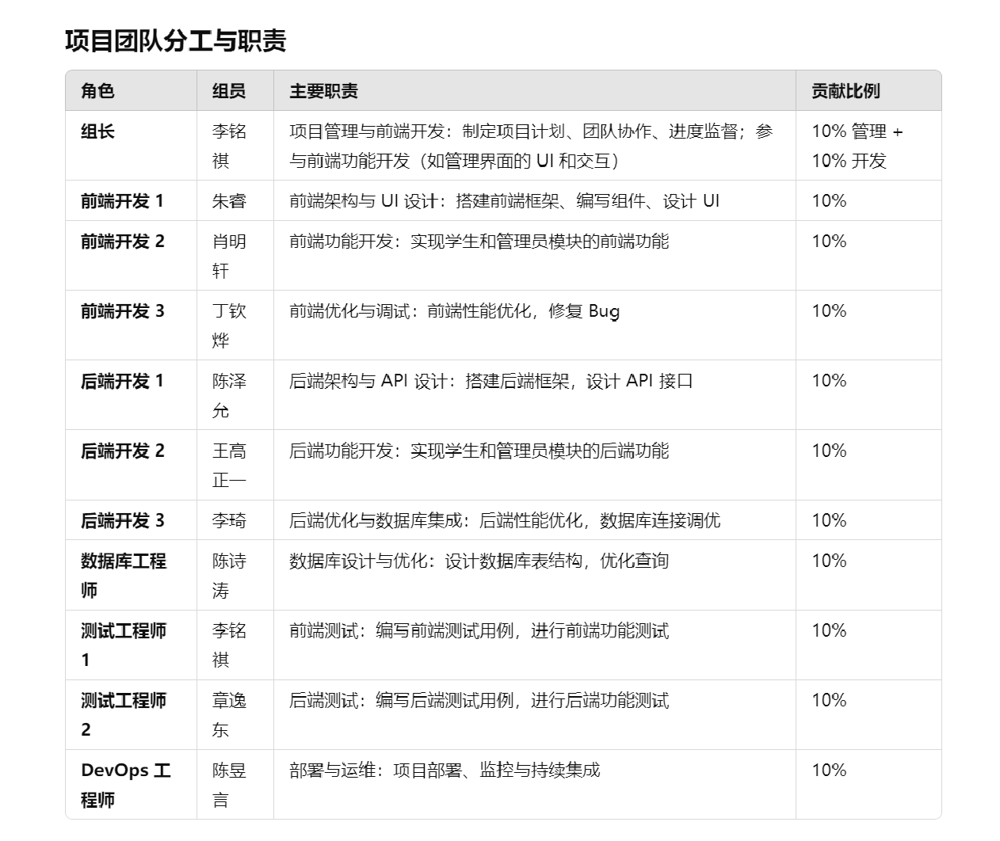 项目团队分工与职责
角色 组员 主要职责 贡献比例
组长 李铭 项目管理与前端开发：制定项目计划、团队协作、进度监督；参 10% 管理 +
祺 与前端功能开发（如管理界面的 UI 和交互） 10% 开发
前端开发 1 朱睿 前端架构与 UI 设计：搭建前端框架、编写组件、设计 UI 10%
前端开发 2 肖明 前端功能开发：实现学生和管理员模块的前端功能 10%
轩
前端开发 3 丁钦 前端优化与调试：前端性能优化，修复 Bug 10%
烨
后端开发 1 陈泽 后端架构与 API 设计：搭建后端框架，设计 API 接口 10%
允
后端开发 2 王高 后端功能开发：实现学生和管理员模块的后端功能 10%
正一
后端开发 3 李琦 后端优化与数据库集成：后端性能优化，数据库连接调优 10%
数据库工程 陈诗 数据库设计与优化：设计数据库表结构，优化查询 10%
师 涛
测试工程师 李铭 前端测试：编写前端测试用例，进行前端功能测试 10%
1 祺
测试工程师 章逸 后端测试：编写后端测试用例，进行后端功能测试 10%
2 东
DevOps 工 陈昱 部署与运维：项目部署、监控与持续集成 10%
程师 言